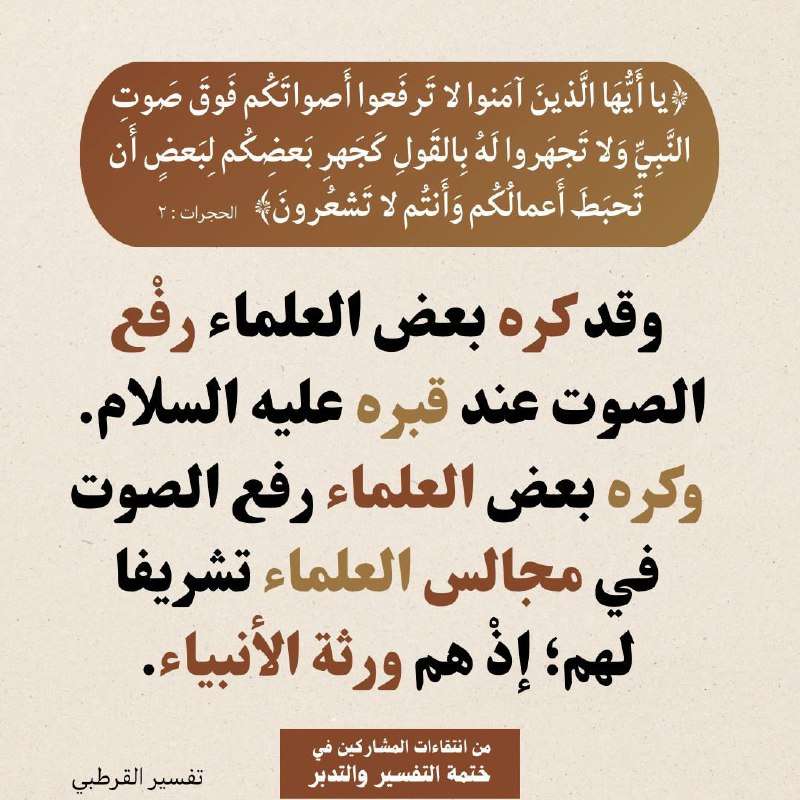 ﴿يا أَيُّهَا الَّذينَ آمَنوا لا تَرفَعوا أَصواتَكُم فَوقَ صَوتِ
النَّبِيِّ وَلا تَجهَروا لَهُ بِالقَولِ كَجَهرِ بَعضِكُم لِبَعضٍ أَن
تَحبَطَ أَعمالُكُم وَأَنتُم لا تَشعُرونَ﴾ الحجرات : ٢
وقد كره بعض العلماء رفْع
الصوت عند قبره عليه السلام.
وكره بعض العلماء رفع الصوت
في مجالس العلماء تشريفا
لهم؛ إذْ هم ورثة الأنبياء.
من انتقاءات المشاركين في
ختمة التفسير والتدبر
تفسير القرطبي